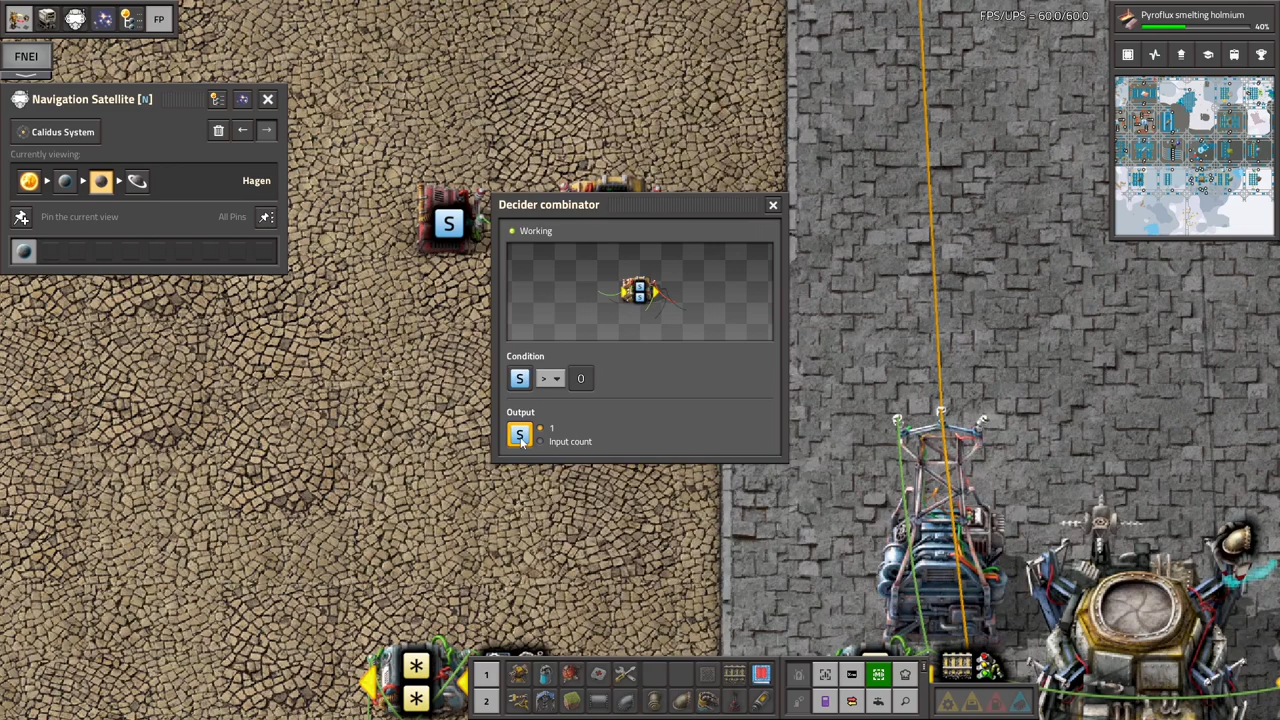 FP
FPS/UPS = 60.0/60.0
Pyroflux smelting holmium
40%
FNEI
Navigation Satellite [N]
Calidus System
Currently viewing:
Hagen
Pin the current view
All Pins
S
Decider combinator
Working
Condition
S > 0
Output
S
1
Input count
* 
*
1
2